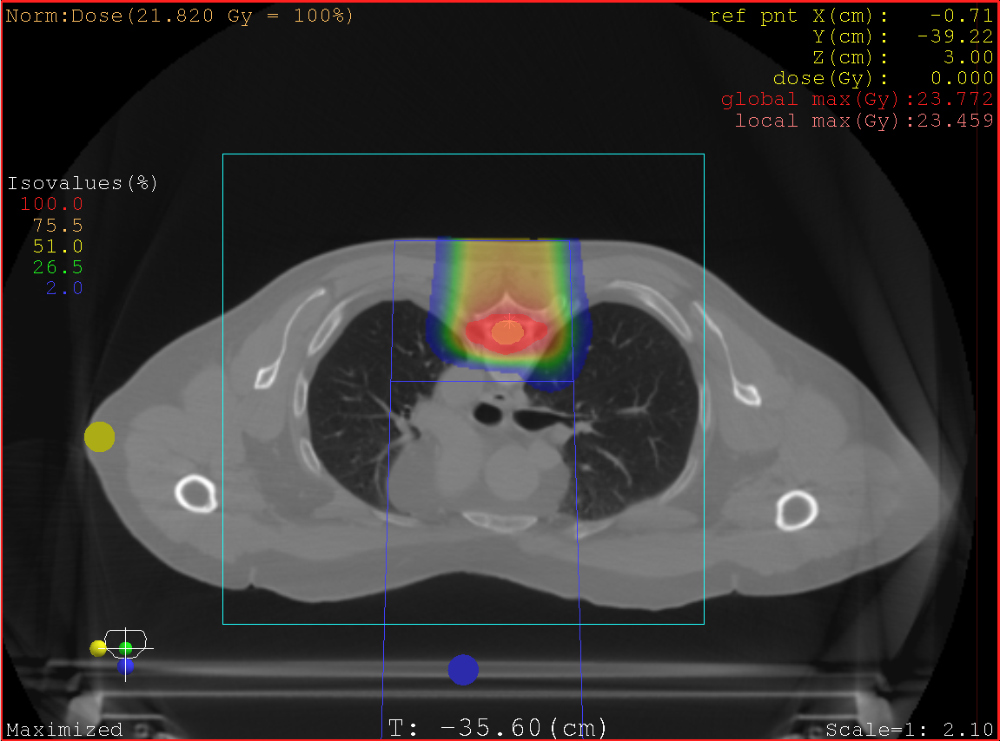 Norm:Dose(21.820 Gy = 100%)
ref pnt X(cm): -0.71
Y(cm): -39.22
Z(cm): 3.00
dose(Gy): 0.000
global max(Gy):23.772
local max(Gy):23.459
Isovalues(%)
100.0
75.5
51.0
26.5
2.0
Maximized
T: -35.60(cm)
Scale=1: 2.10